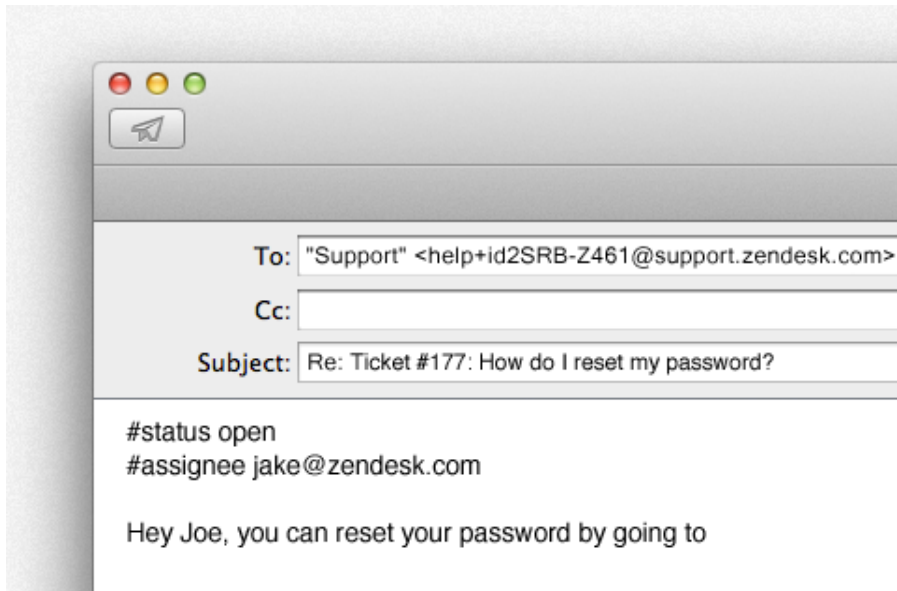 To: "Support" <help+id2SRB-Z461@support.zendesk.com>
Cc:
Subject: Re: Ticket #177: How do I reset my password?
#status open
#assignee jake@zendesk.com
Hey Joe, you can reset your password by going to